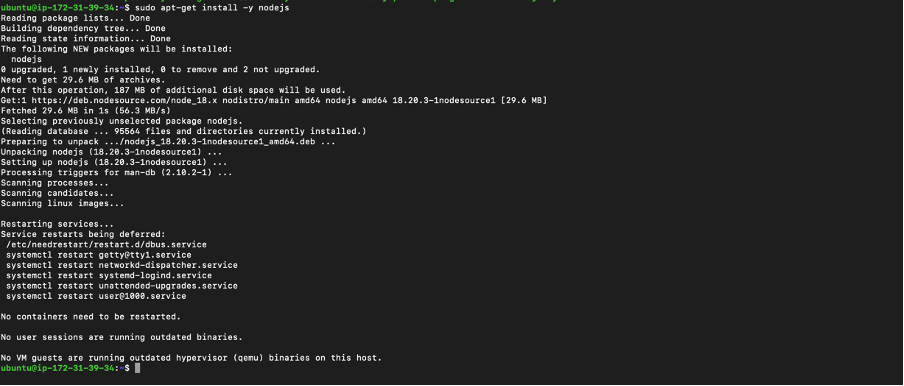 ubuntu@ip-172-31-39-34:~$ sudo apt-get install -y nodejs
Reading package lists... Done
Building dependency tree... Done
Reading state information... Done
The following NEW packages will be installed:
  nodejs
0 upgraded, 1 newly installed, 0 to remove and 2 not upgraded.
Need to get 29.6 MB of archives.
After this operation, 187 MB of additional disk space will be used.
Get:1 https://deb.nodesource.com/node_18.x nodistro/main amd64 nodejs amd64 18.20.3-1nodesource1 [29.6 MB]
Fetched 29.6 MB in 1s (56.3 MB/s)
Selecting previously unselected package nodejs.
(Reading database ... 95564 files and directories currently installed.)
Preparing to unpack .../nodejs_18.20.3-1nodesource1_amd64.deb ...
Unpacking nodejs (18.20.3-1nodesource1) ...
Setting up nodejs (18.20.3-1nodesource1) ...
Processing triggers for man-db (2.10.2-1) ...
Scanning processes...
Scanning candidates...
Scanning linux images...

Restarting services...
Service restarts being deferred:
 /etc/needrestart/restart.d/dbus.service
 systemctl restart getty@tty1.service
 systemctl restart networkd-dispatcher.service
 systemctl restart systemd-logind.service
 systemctl restart unattended-upgrades.service
 systemctl restart user@1000.service

No containers need to be restarted.

No user sessions are running outdated binaries.

No VM guests are running outdated hypervisor (qemu) binaries on this host.
ubuntu@ip-172-31-39-34:~$